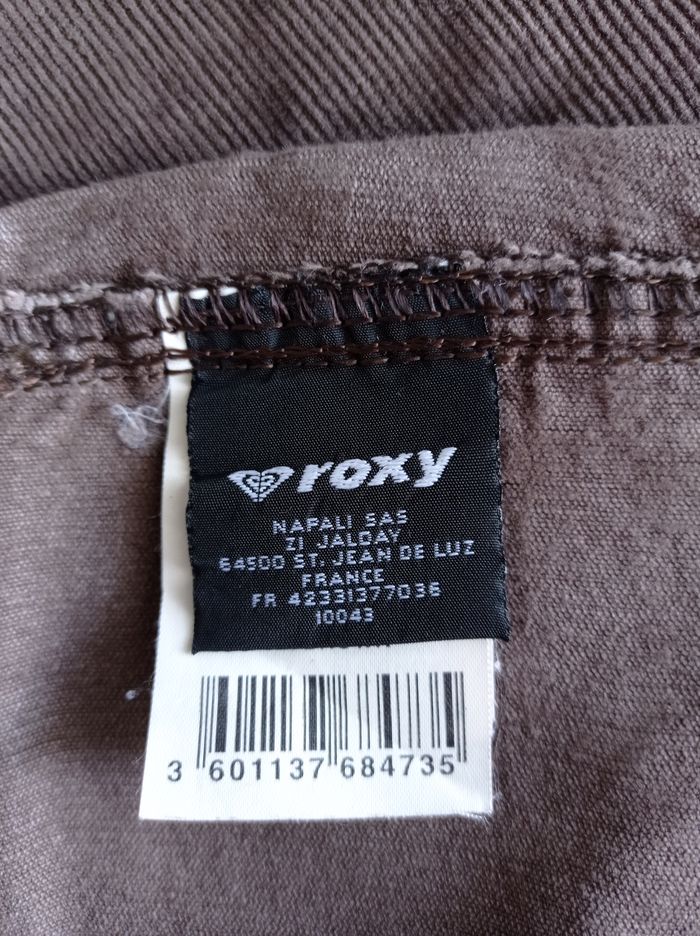 roxy
NAPALI SAS
ZI JALDAY
64500 ST. JEAN DE LUZ
FRANCE
FR 42331377036
10043
3 601137 684735